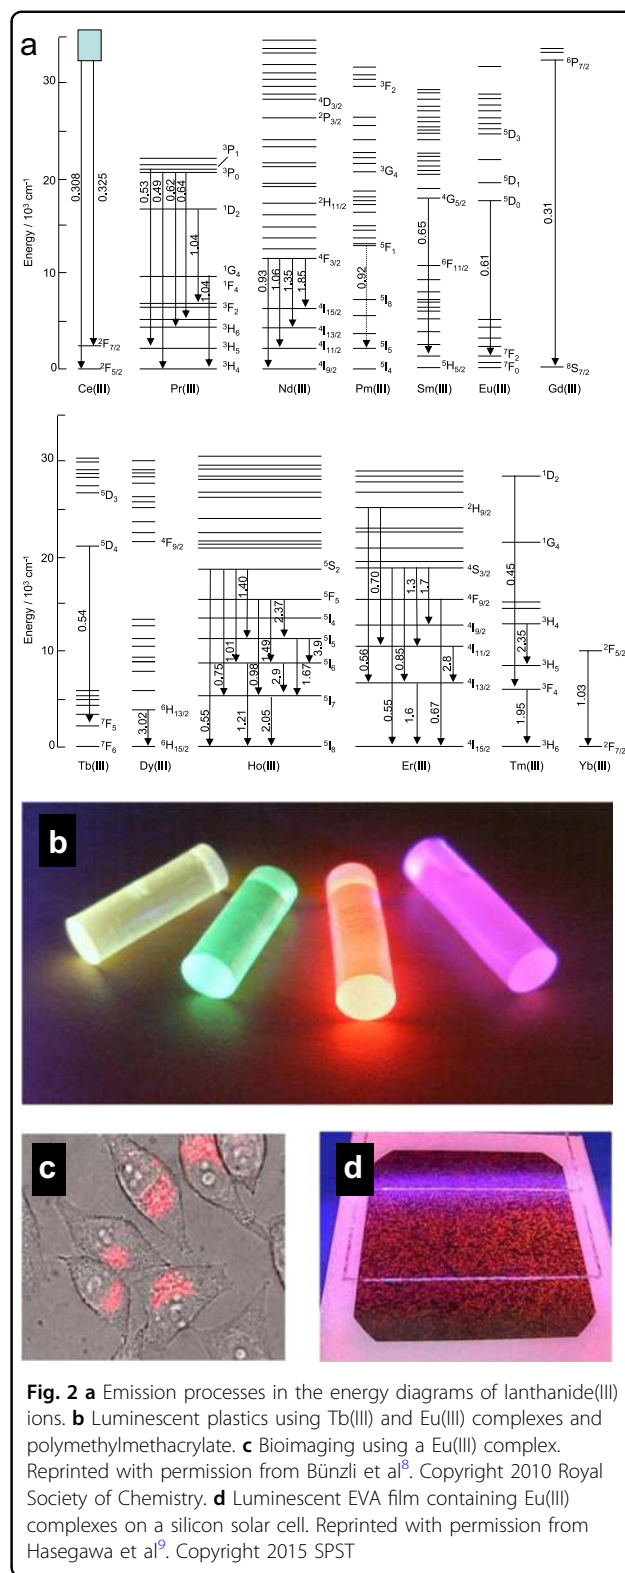 a
30
20
10
0
Energy / 10³ cm⁻¹
0.308
0.325
²F₇/₂
²F₅/₂
Ce(III)
³P₁
³P₀
0.53
0.49
0.62
0.64
¹D₂
1.04
¹G₄
1.04
¹F₄
³F₂
³H₆
³H₅
³H₄
Pr(III)
⁴D₃/₂
²P₃/₂
²H₁₁/₂
⁴F₃/₂
0.93
1.06
1.35
1.85
⁴I₁₅/₂
⁴I₁₃/₂
⁴I₁₁/₂
⁴I₉/₂
Nd(III)
³F₂
³G₄
⁵F₁
0.92
⁵I₈
⁵I₅
⁵I₄
Pm(III)
⁴G₅/₂
0.65
⁶F₁₁/₂
⁵H₅/₂
Sm(III)
⁵D₃
⁵D₁
⁵D₀
0.61
⁷F₂
⁷F₀
Eu(III)
⁶P₇/₂
0.31
⁸S₇/₂
Gd(III)
30
20
10
0
Energy / 10³ cm⁻¹
⁵D₃
⁵D₄
0.54
⁷F₅
⁷F₆
Tb(III)
⁴F₉/₂
⁶H₁₃/₂
3.02
⁶H₁₅/₂
Dy(III)
⁵S₂
1.40
⁵F₅
2.37
⁵I₄
⁵I₅
1.01
1.49
3.9
⁵I₆
0.75
0.98
2.9
1.67
⁵I₇
0.55
1.21
2.05
⁵I₈
Ho(III)
²H₉/₂
0.70
⁴S₃/₂
1.3
1.7
⁴F₉/₂
⁴I₉/₂
⁴I₁₁/₂
0.56
0.85
2.8
⁴I₁₃/₂
0.55
1.6
0.67
⁴I₁₅/₂
Er(III)
¹D₂
¹G₄
0.45
³H₄
2.35
³H₅
³F₄
1.95
³H₆
Tm(III)
²F₅/₂
1.03
²F₇/₂
Yb(III)
b
c
d
Fig. 2 a Emission processes in the energy diagrams of lanthanide(III)
ions. b Luminescent plastics using Tb(III) and Eu(III) complexes and
polymethylmethacrylate. c Bioimaging using a Eu(III) complex.
Reprinted with permission from Bünzli et al⁸. Copyright 2010 Royal
Society of Chemistry. d Luminescent EVA film containing Eu(III)
complexes on a silicon solar cell. Reprinted with permission from
Hasegawa et al⁹. Copyright 2015 SPST